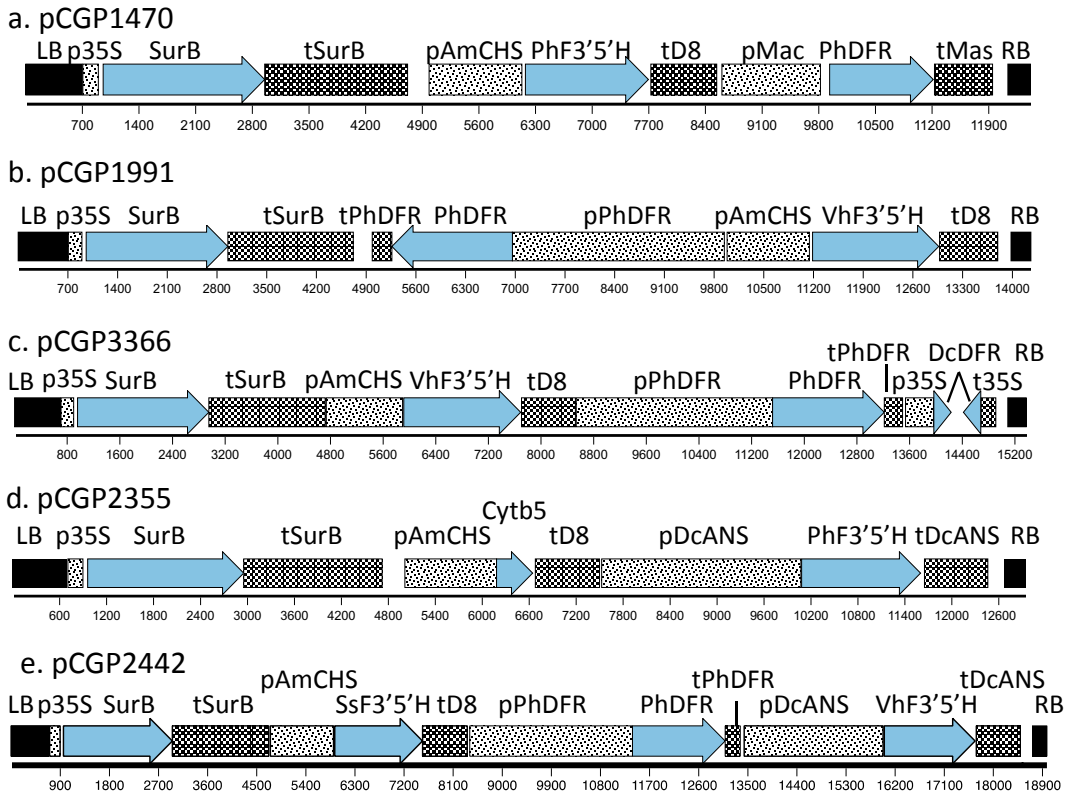 a. pCGP1470
LB p35S SurB tSurB pAmCHS PhF3'5'H tD8 pMac PhDFR tMas RB
700 1400 2100 2800 3500 4200 4900 5600 6300 7000 7700 8400 9100 9800 10500 11200 11900
b. pCGP1991
LB p35S SurB tSurB tPhDFR PhDFR pPhDFR pAmCHS VhF3'5'H tD8 RB
700 1400 2100 2800 3500 4200 4900 5600 6300 7000 7700 8400 9100 9800 10500 11200 11900 12600 13300 14000
c. pCGP3366
tPhDFR DcDFR RB
LB p35S SurB tSurB pAmCHS VhF3'5'H tD8 pPhDFR PhDFR p35S t35S
800 1600 2400 3200 4000 4800 5600 6400 7200 8000 8800 9600 10400 11200 12000 12800 13600 14400 15200
d. pCGP2355
Cytb5
LB p35S SurB tSurB pAmCHS tD8 pDcANS PhF3'5'H tDcANS RB
600 1200 1800 2400 3000 3600 4200 4800 5400 6000 6600 7200 7800 8400 9000 9600 10200 10800 11400 12000 12600
e. pCGP2442
pAmCHS tPhDFR tDcANS
LB p35S SurB tSurB SsF3'5'H tD8 pPhDFR PhDFR pDcANS VhF3'5'H RB
900 1800 2700 3600 4500 5400 6300 7200 8100 9000 9900 10800 11700 12600 13500 14400 15300 16200 17100 18000 18900